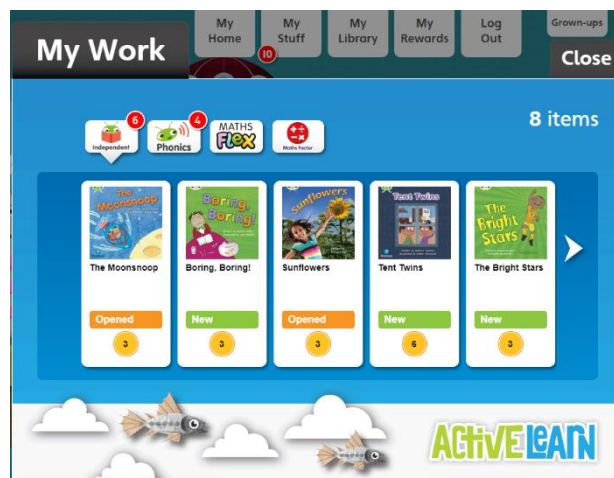 My Work
My Home
My Stuff
My Library
My Rewards
Log Out
Grown-ups
Close
10
8 items
6
Independent
4
Phonics
MATHS
FLEX
Maths Factor
The Moonsnoop
Boring, Boring!
Sunflowers
Tent Twins
The Bright Stars
The Moonsnoop
Boring, Boring!
Sunflowers
Tent Twins
The Bright Stars
Opened
New
Opened
New
New
3
3
3
6
3
ACTIVE LEARN